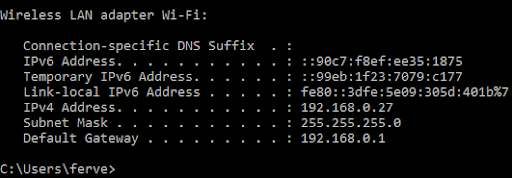 Wireless LAN adapter Wi-Fi:
Connection-specific DNS Suffix . :
IPv6 Address. . . . . . . . . . . : ::90c7:f8ef:ee35:1875
Temporary IPv6 Address. . . . . . : ::99eb:1f23:7079:c177
Link-local IPv6 Address . . . . . : fe80::3dfe:5e09:305d:401b%7
IPv4 Address. . . . . . . . . . . : 192.168.0.27
Subnet Mask . . . . . . . . . . . : 255.255.255.0
Default Gateway . . . . . . . . . : 192.168.0.1
C:\Users\ferve>